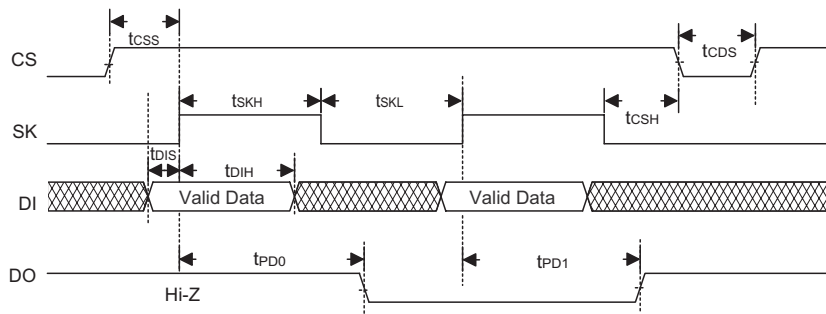 tCSS
CS
tCDS
tSKH
tSKL
tCSH
SK
tDIS
tDIH
DI
Valid Data
Valid Data
tPD0
tPD1
DO
Hi-Z